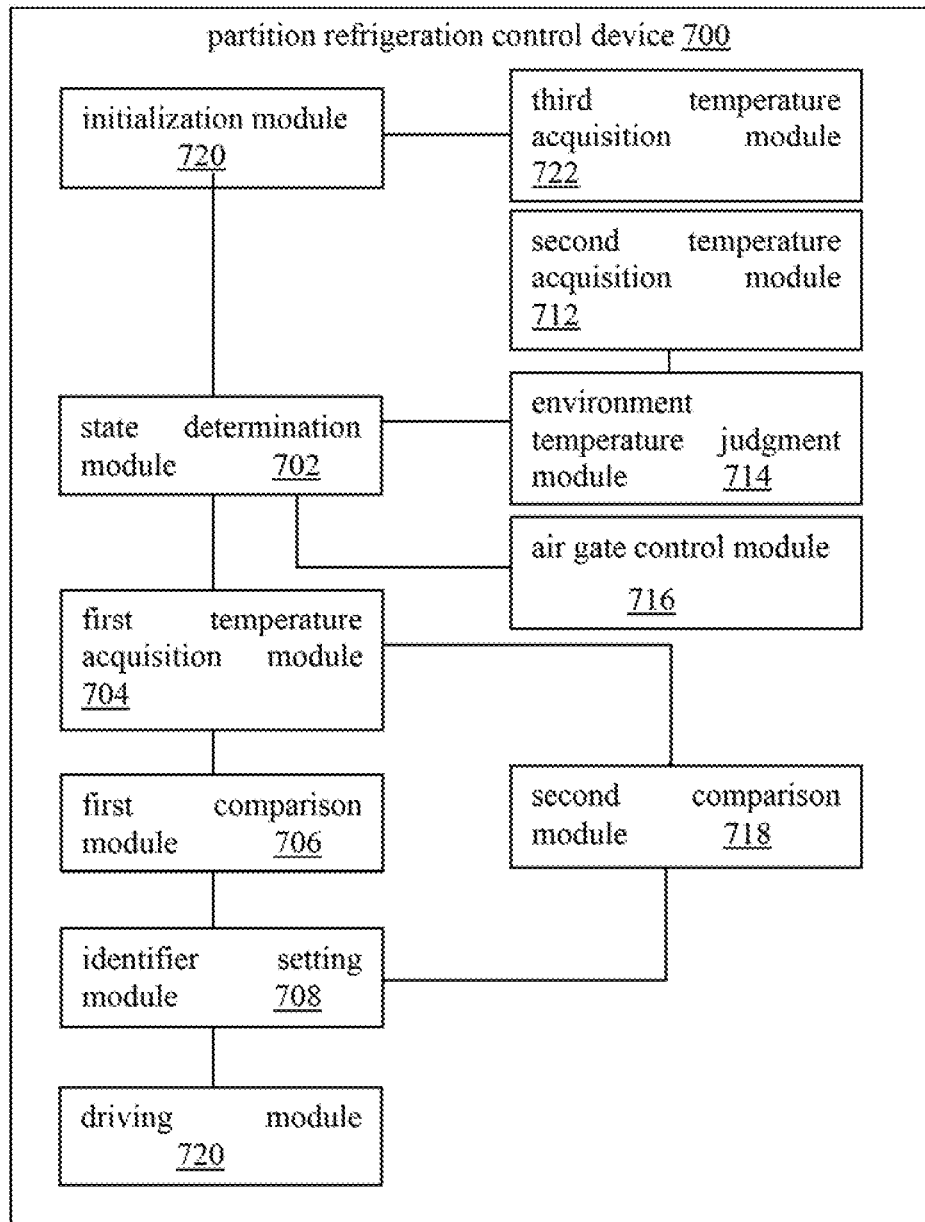 partition refrigeration control device 700
initialization module
720
third temperature
acquisition module
722
second temperature
acquisition module
712
state determination
module 702
environment
temperature judgment
module 714
air gate control module
716
first temperature
acquisition module
704
first comparison
module 706
second comparison
module 718
identifier setting
module 708
driving module
720